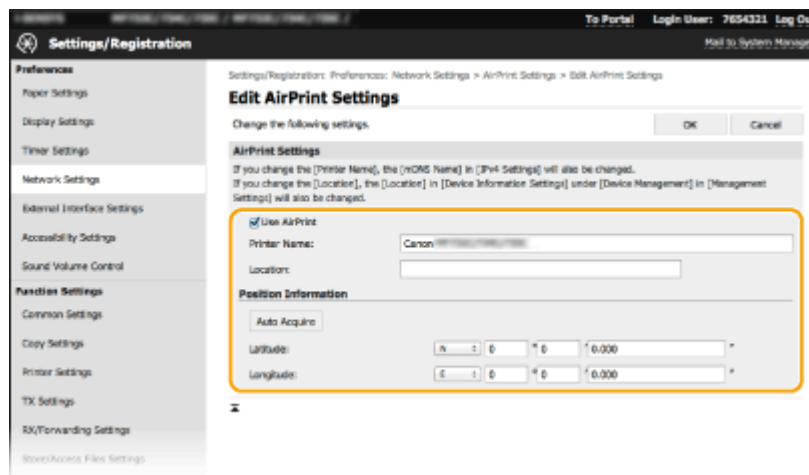 To Portal Login User: 7654321 Log O
Settings/Registration
Mail to System Manage
Preferences
Paper Settings
Display Settings
Timer Settings
Network Settings
External Interface Settings
Accessibility Settings
Sound Volume Control
Function Settings
Common Settings
Copy Settings
Printer Settings
TX Settings
RX/Forwarding Settings
Store/Access Files Settings
Settings/Registration: Preferences: Network Settings > AirPrint Settings > Edit AirPrint Settings
Edit AirPrint Settings
Change the following settings.
OK Cancel
AirPrint Settings
If you change the [Printer Name], the [mDNS Name] in [IPv4 Settings] will also be changed.
If you change the [Location], the [Location] in [Device Information Settings] under [Device Management] in [Management
Settings] will also be changed.
Use AirPrint
Printer Name: Canon
Location:
Position Information
Auto Acquire
Latitude: N 0 ° 0 ' 0.000 "
Longitude: E 0 ° 0 ' 0.000 "